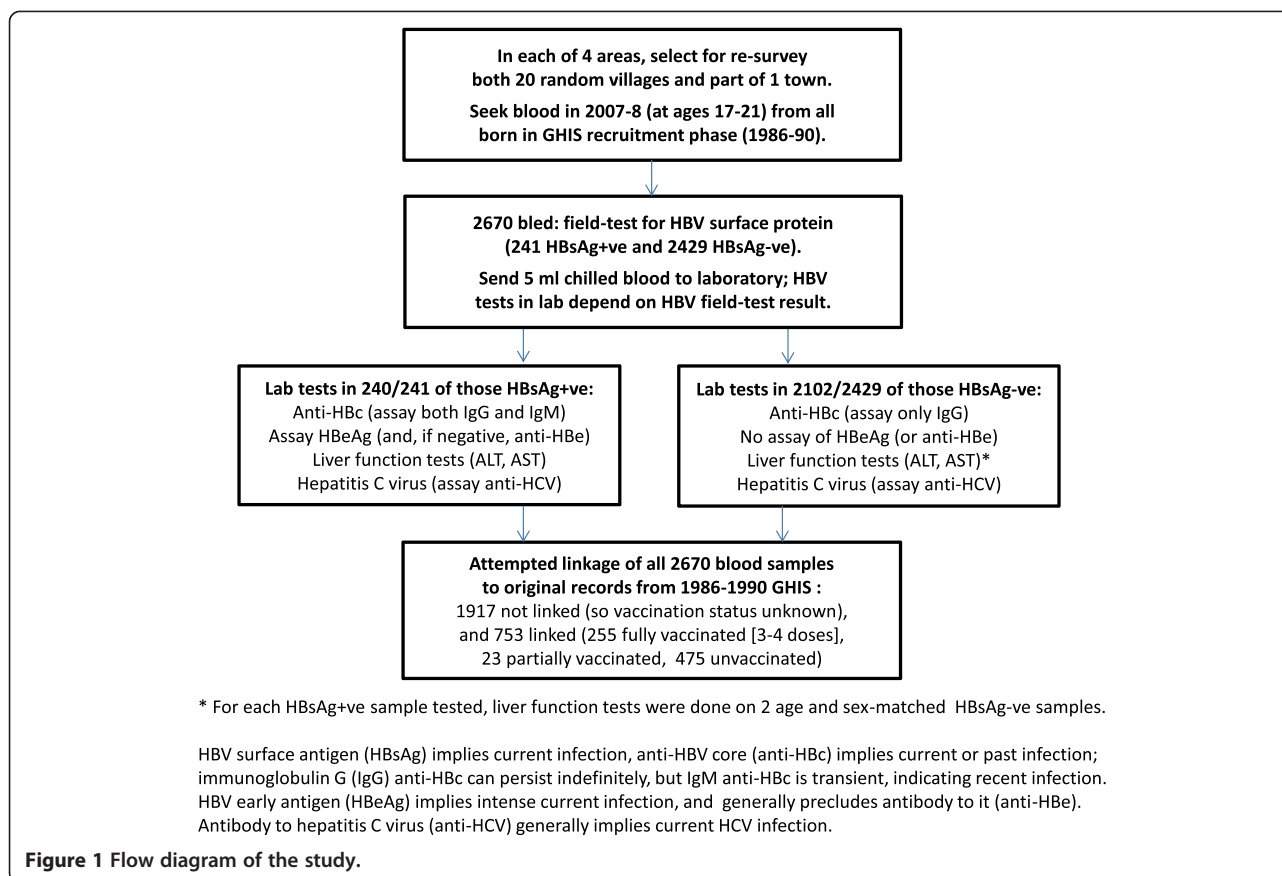 In each of 4 areas, select for re-survey
both 20 random villages and part of 1 town.
Seek blood in 2007-8 (at ages 17-21) from all
born in GHIS recruitment phase (1986-90).
2670 bled: field-test for HBV surface protein
(241 HBsAg+ve and 2429 HBsAg-ve).
Send 5 ml chilled blood to laboratory; HBV
tests in lab depend on HBV field-test result.
Lab tests in 240/241 of those HBsAg+ve:
Anti-HBc (assay both IgG and IgM)
Assay HBeAg (and, if negative, anti-HBe)
Liver function tests (ALT, AST)
Hepatitis C virus (assay anti-HCV)
Lab tests in 2102/2429 of those HBsAg-ve:
Anti-HBc (assay only IgG)
No assay of HBeAg (or anti-HBe)
Liver function tests (ALT, AST)*
Hepatitis C virus (assay anti-HCV)
Attempted linkage of all 2670 blood samples
to original records from 1986-1990 GHIS :
1917 not linked (so vaccination status unknown),
and 753 linked (255 fully vaccinated [3-4 doses],
23 partially vaccinated, 475 unvaccinated)
* For each HBsAg+ve sample tested, liver function tests were done on 2 age and sex-matched HBsAg-ve samples.
HBV surface antigen (HBsAg) implies current infection, anti-HBV core (anti-HBc) implies current or past infection;
immunoglobulin G (IgG) anti-HBc can persist indefinitely, but IgM anti-HBc is transient, indicating recent infection.
HBV early antigen (HBeAg) implies intense current infection, and generally precludes antibody to it (anti-HBe).
Antibody to hepatitis C virus (anti-HCV) generally implies current HCV infection.
Figure 1 Flow diagram of the study.